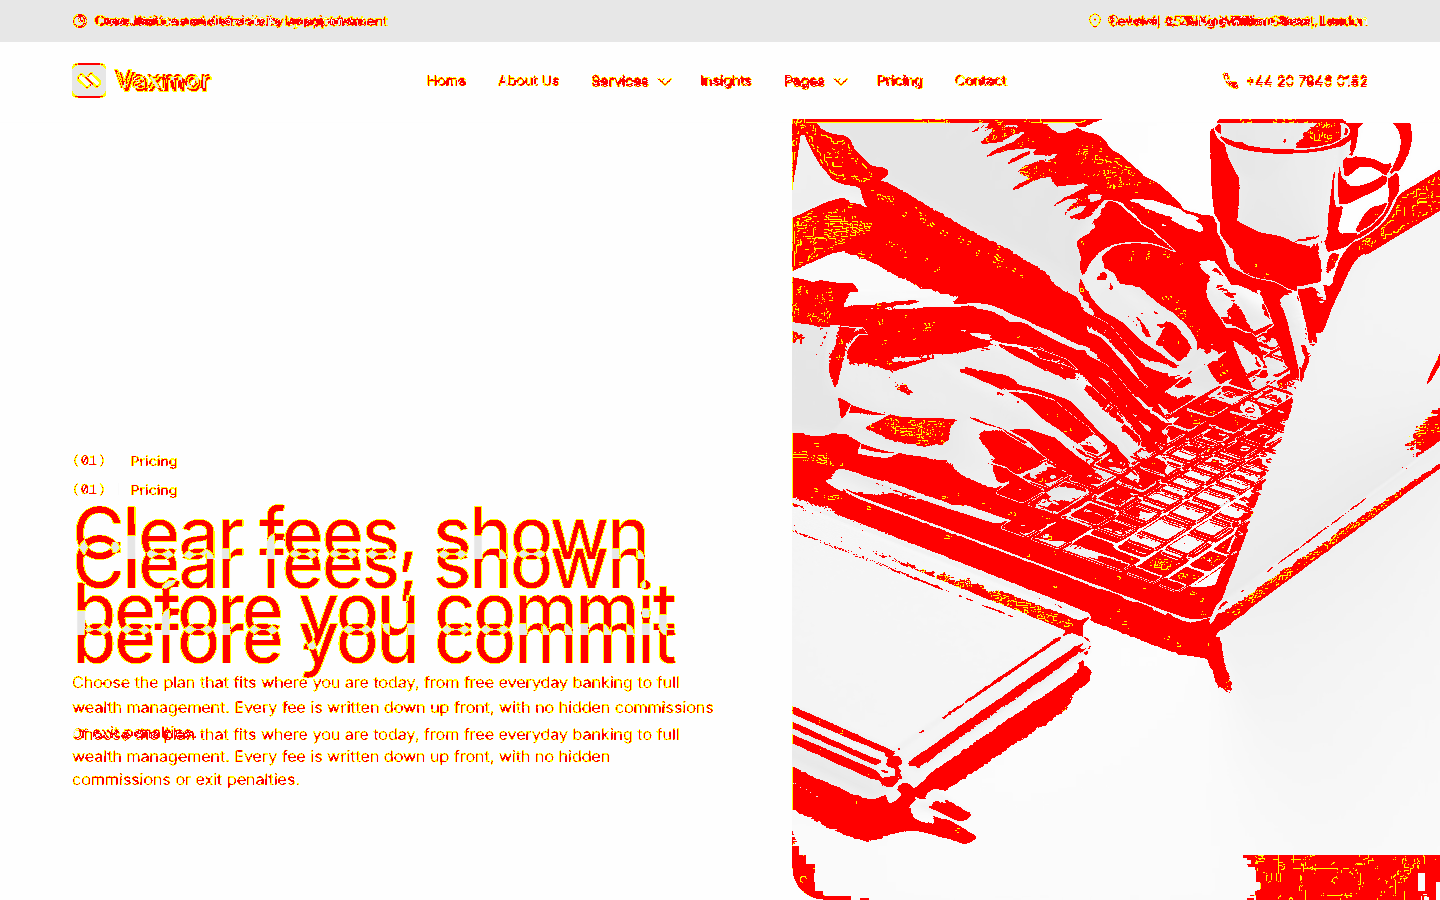 Vaxmor
Home About Us Services Insights Pages Pricing Contact
+44 20 7946 0182
(01) Pricing
(01) Pricing
Clear fees, shown
Clear fees, shown
before you commit
before you commit
Choose the plan that fits where you are today, from free everyday banking to full
wealth management. Every fee is written down up front, with no hidden commissions
or exit penalties.
Choose the plan that fits where you are today, from free everyday banking to full
wealth management. Every fee is written down up front, with no hidden
commissions or exit penalties.